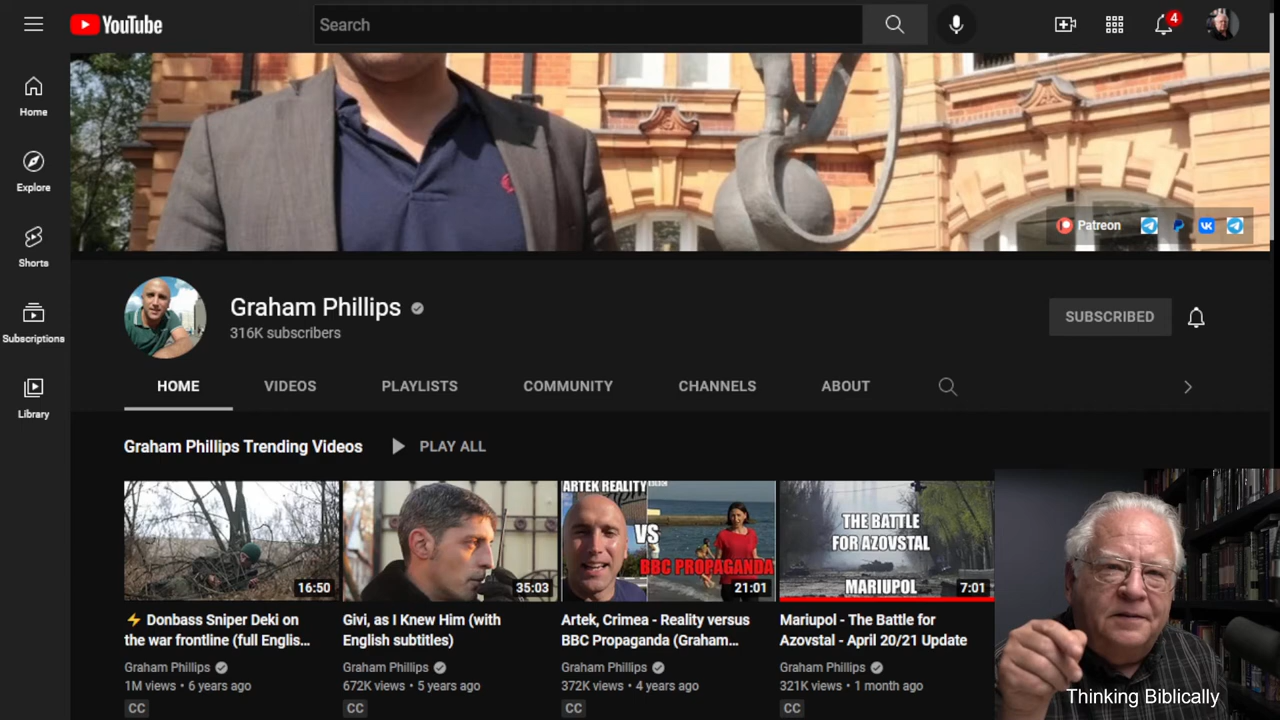 YouTube
Search
4
Home
Explore
Shorts
Subscriptions
Library
Patreon
Graham Phillips
316K subscribers
SUBSCRIBED
HOME
VIDEOS
PLAYLISTS
COMMUNITY
CHANNELS
ABOUT
Graham Phillips Trending Videos
PLAY ALL
16:50
35:03
ARTEK REALITY
VS
BBC PROPAGANDA
21:01
THE BATTLE
FOR AZOVSTAL
MARIUPOL
7:01
Donbass Sniper Deki on
the war frontline (full Englis...
Graham Phillips
1M views • 6 years ago
CC
Givi, as I Knew Him (with
English subtitles)
Graham Phillips
672K views • 5 years ago
CC
Artek, Crimea - Reality versus
BBC Propaganda (Graham...
Graham Phillips
372K views • 4 years ago
CC
Mariupol - The Battle for
Azovstal - April 20/21 Update
Graham Phillips
321K views • 1 month ago
CC
Thinking Biblically